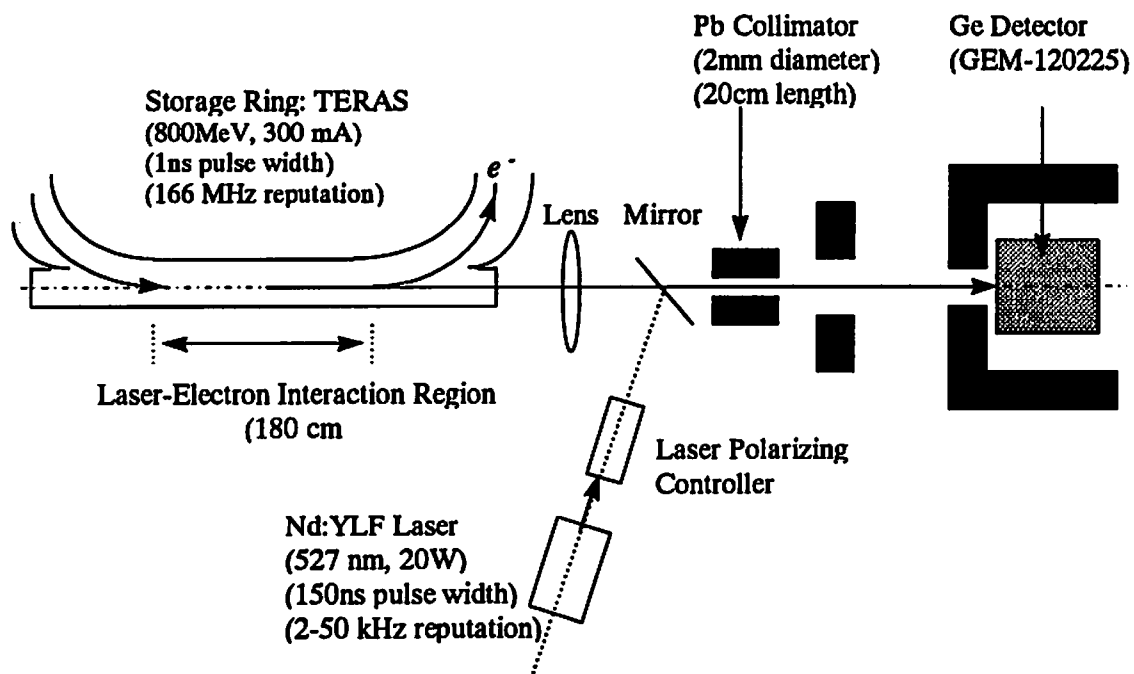 Pb Collimator
(2mm diameter)
(20cm length)
Ge Detector
(GEM-120225)
Storage Ring: TERAS
(800MeV, 300 mA)
(1ns pulse width)
(166 MHz reputation)
e -
Lens
Mirror
Laser-Electron Interaction Region
(180 cm
Laser Polarizing
Controller
Nd:YLF Laser
(527 nm, 20W)
(150ns pulse width)
(2-50 kHz reputation)